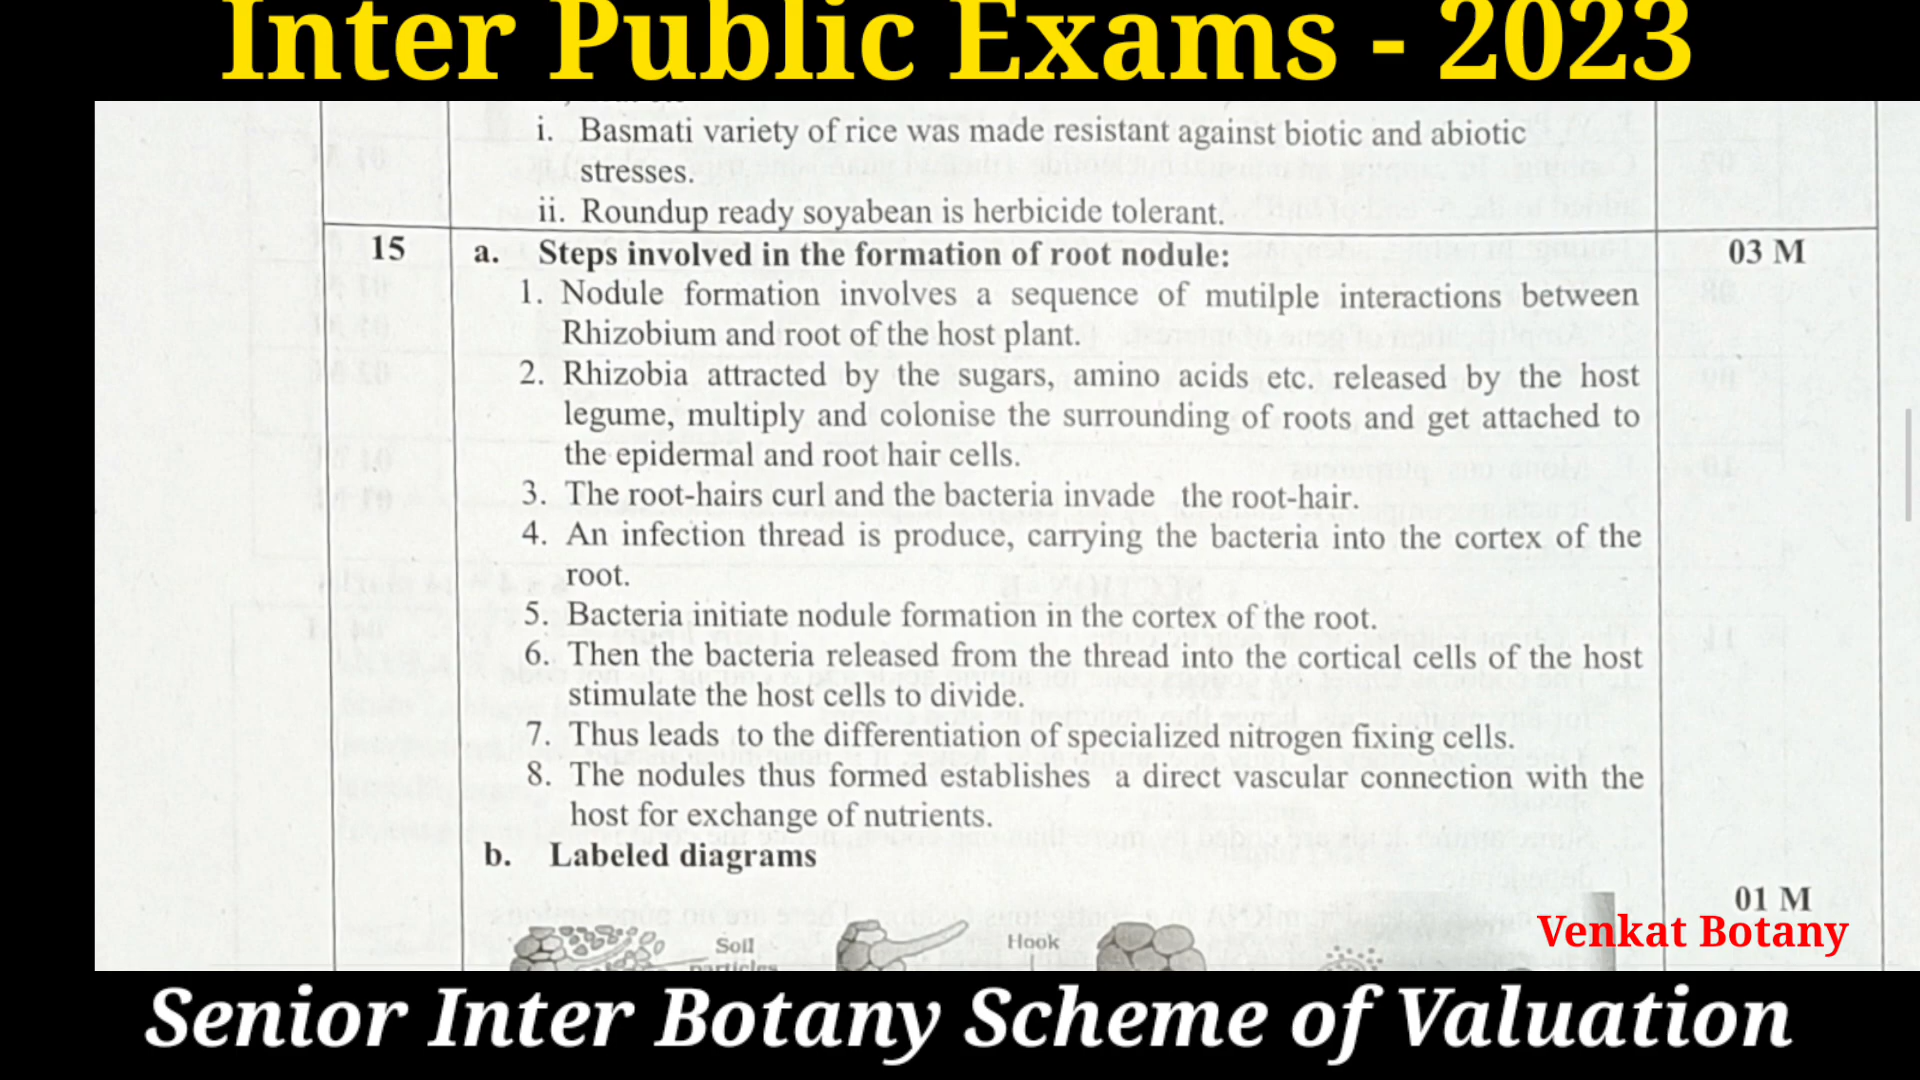 Inter Public Exams - 2023
i. Basmati variety of rice was made resistant against biotic and abiotic
stresses.
ii. Roundup ready soyabean is herbicide tolerant.
15 a. Steps involved in the formation of root nodule: 03 M
1. Nodule formation involves a sequence of mutilple interactions between
Rhizobium and root of the host plant.
2. Rhizobia attracted by the sugars, amino acids etc. released by the host
legume, multiply and colonise the surrounding of roots and get attached to
the epidermal and root hair cells.
3. The root-hairs curl and the bacteria invade the root-hair.
4. An infection thread is produce, carrying the bacteria into the cortex of the
root.
5. Bacteria initiate nodule formation in the cortex of the root.
6. Then the bacteria released from the thread into the cortical cells of the host
stimulate the host cells to divide.
7. Thus leads to the differentiation of specialized nitrogen fixing cells.
8. The nodules thus formed establishes a direct vascular connection with the
host for exchange of nutrients.
b. Labeled diagrams
01 M
Venkat Botany
Soil
particles
Hook
Senior Inter Botany Scheme of Valuation